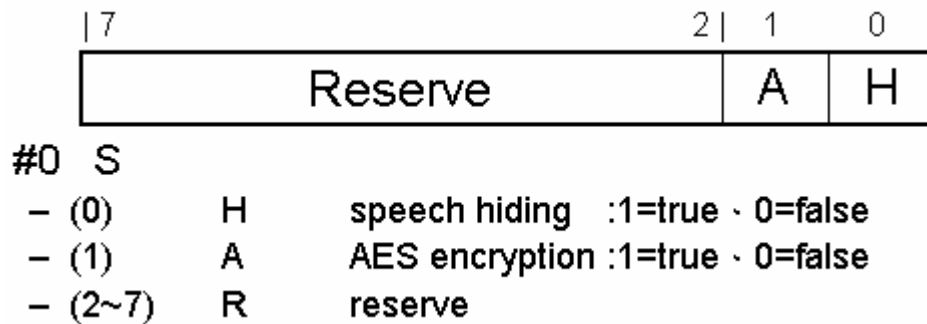 |7 2| 1 0
Reserve A H
#0 S
– (0) H speech hiding :1=true · 0=false
– (1) A AES encryption :1=true · 0=false
– (2~7) R reserve